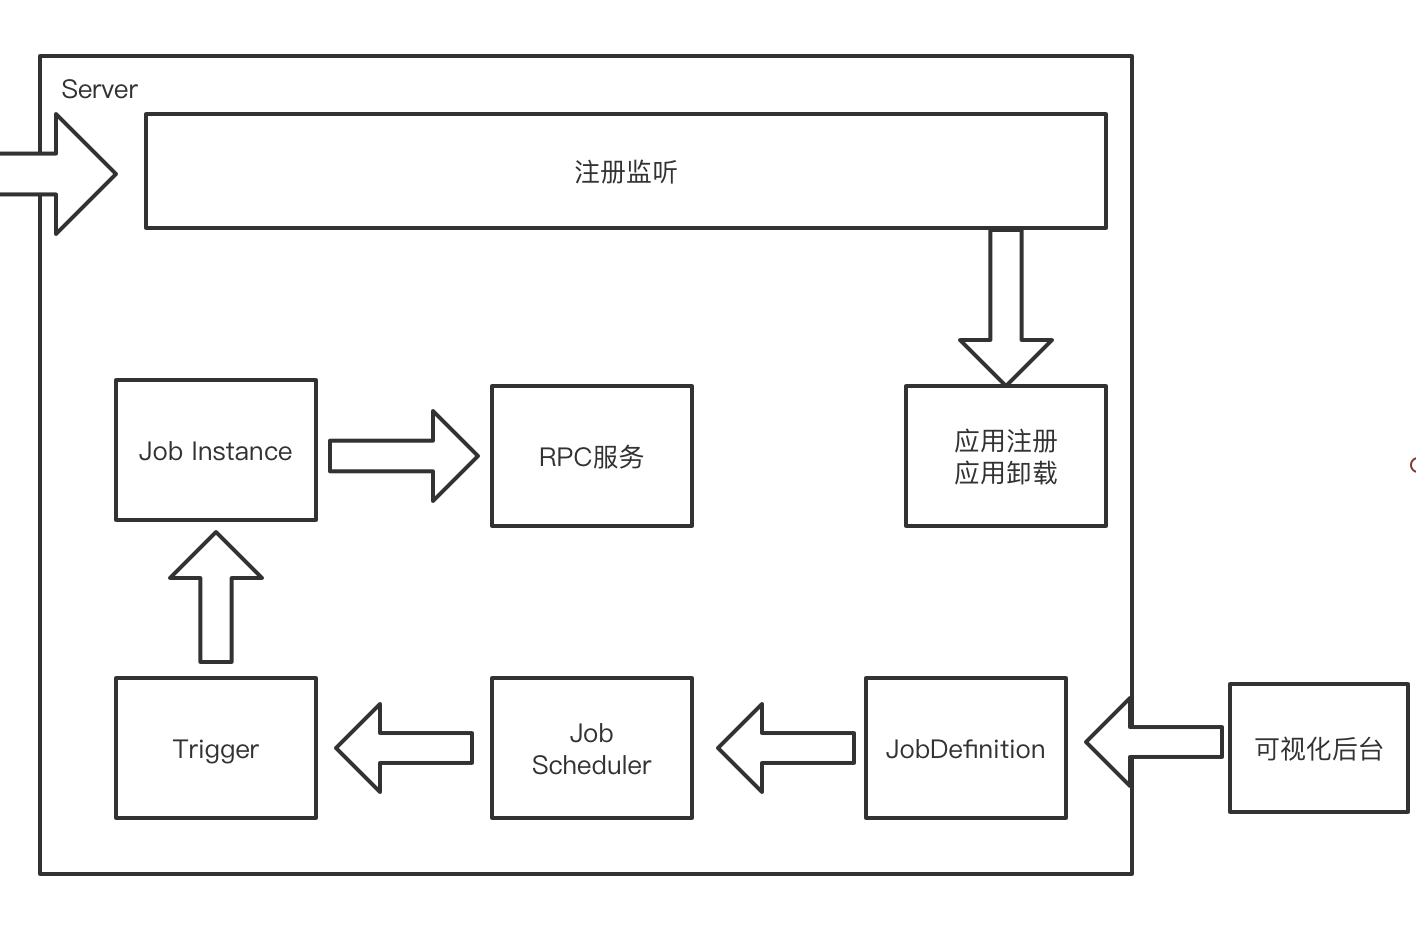 Server
注册监听
Job Instance
RPC服务
应用注册
应用卸载
Trigger
Job
Scheduler
JobDefinition
可视化后台